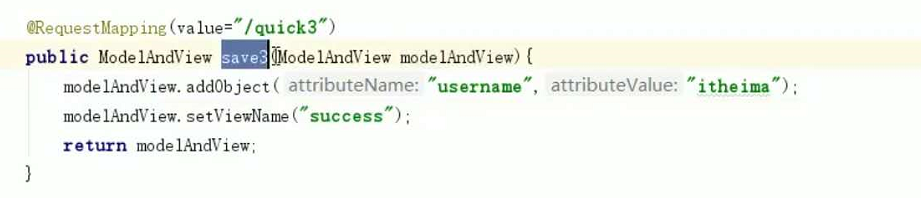 @RequestMapping(value="/quick3")
public ModelAndView save3(ModelAndView modelAndView){
modelAndView.addObject( attributeName: "username", attributeValue: "itheima");
modelAndView.setViewName("success");
return modelAndView;
}